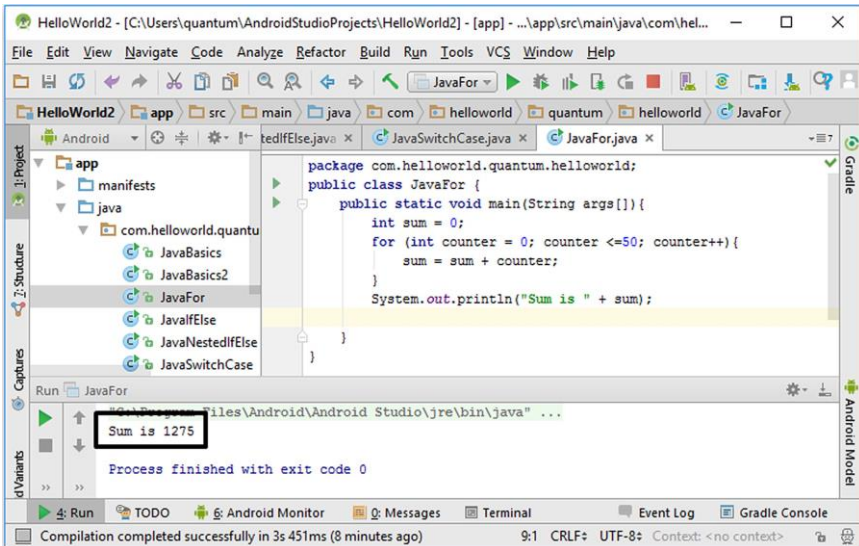 HelloWorld2 - [C:\Users\quantum\AndroidStudioProjects\HelloWorld2] - [app] - ...\app\src\main\java\com\hel...
File Edit View Navigate Code Analyze Refactor Build Run Tools VCS Window Help
JavaFor
HelloWorld2 app src main java com helloworld quantum helloworld JavaFor
Android tedIfElse.java × JavaSwitchCase.java × JavaFor.java × 7
1: Project
7: Structure
Captures
d Variants
app
manifests
java
com.helloworld.quantu
JavaBasics
JavaBasics2
JavaFor
JavaIfElse
JavaNestedIfElse
JavaSwitchCase
package com.helloworld.quantum.helloworld;
public class JavaFor {
public static void main(String args[]){
int sum = 0;
for (int counter = 0; counter <=50; counter++){
sum = sum + counter;
}
System.out.println("Sum is " + sum);
}
}
Gradle
Android Model
Run JavaFor
"C:\Program Files\Android\Android Studio\jre\bin\java" ...
Sum is 1275
Process finished with exit code 0
4: Run TODO 6: Android Monitor 0: Messages Terminal Event Log Gradle Console
Compilation completed successfully in 3s 451ms (8 minutes ago) 9:1 CRLF UTF-8 Context: <no context>